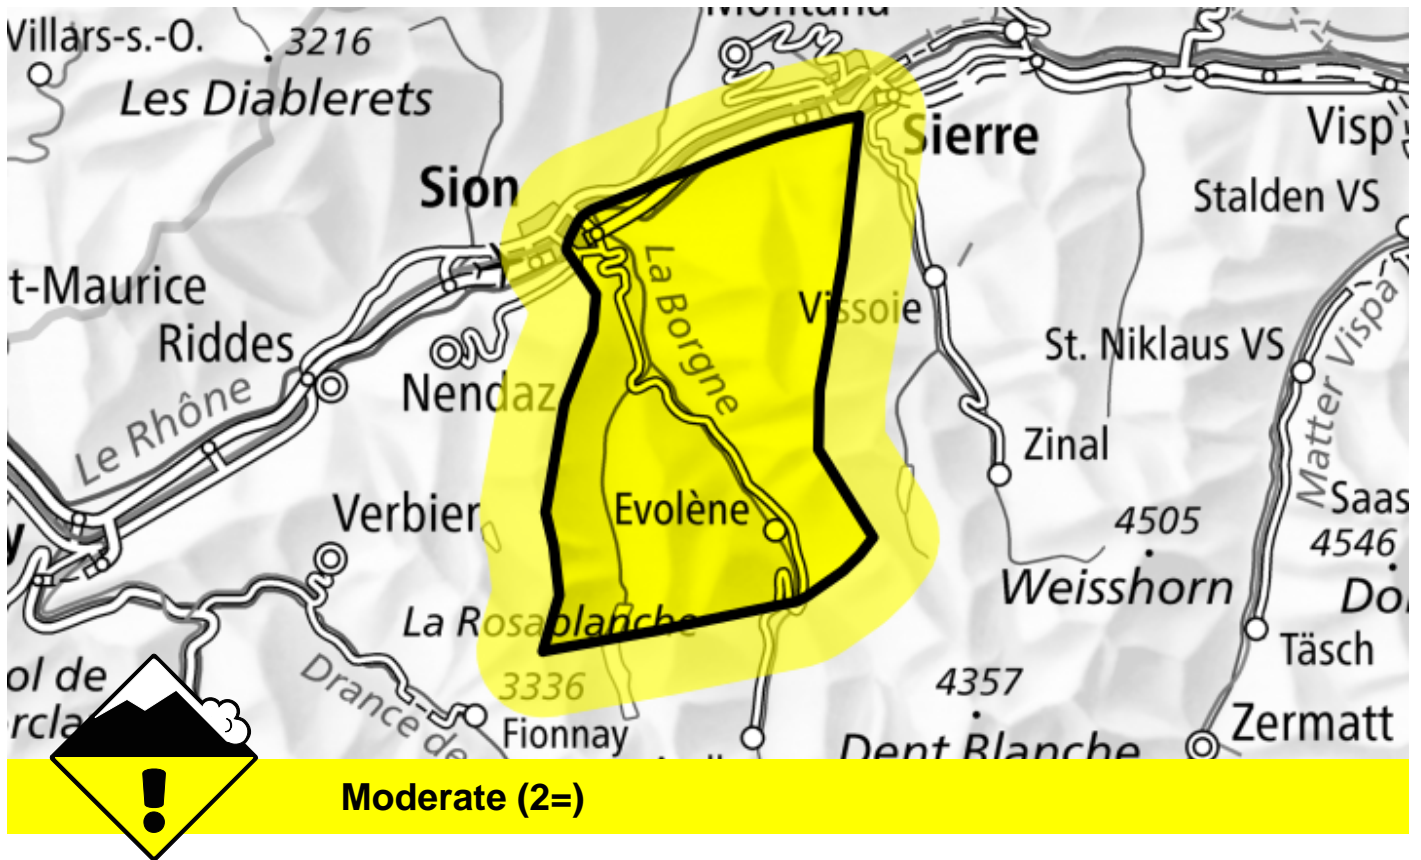 Villars-s.-O.
3216
Les Diablerets
Sierre
Visp
Sion
Stalden VS
t-Maurice
La Borgne
Vissoie
Riddes
St. Niklaus VS
Matter Vispa
Nendaz
Le Rhône
Zinal
Verbier
Evolène
4505
Saas
4546
Weisshorn
La Rosablanche
Täsch
ol de
3336
4357
Drance de
Zermatt
Fionnay
Dent Blanche
Moderate (2=)